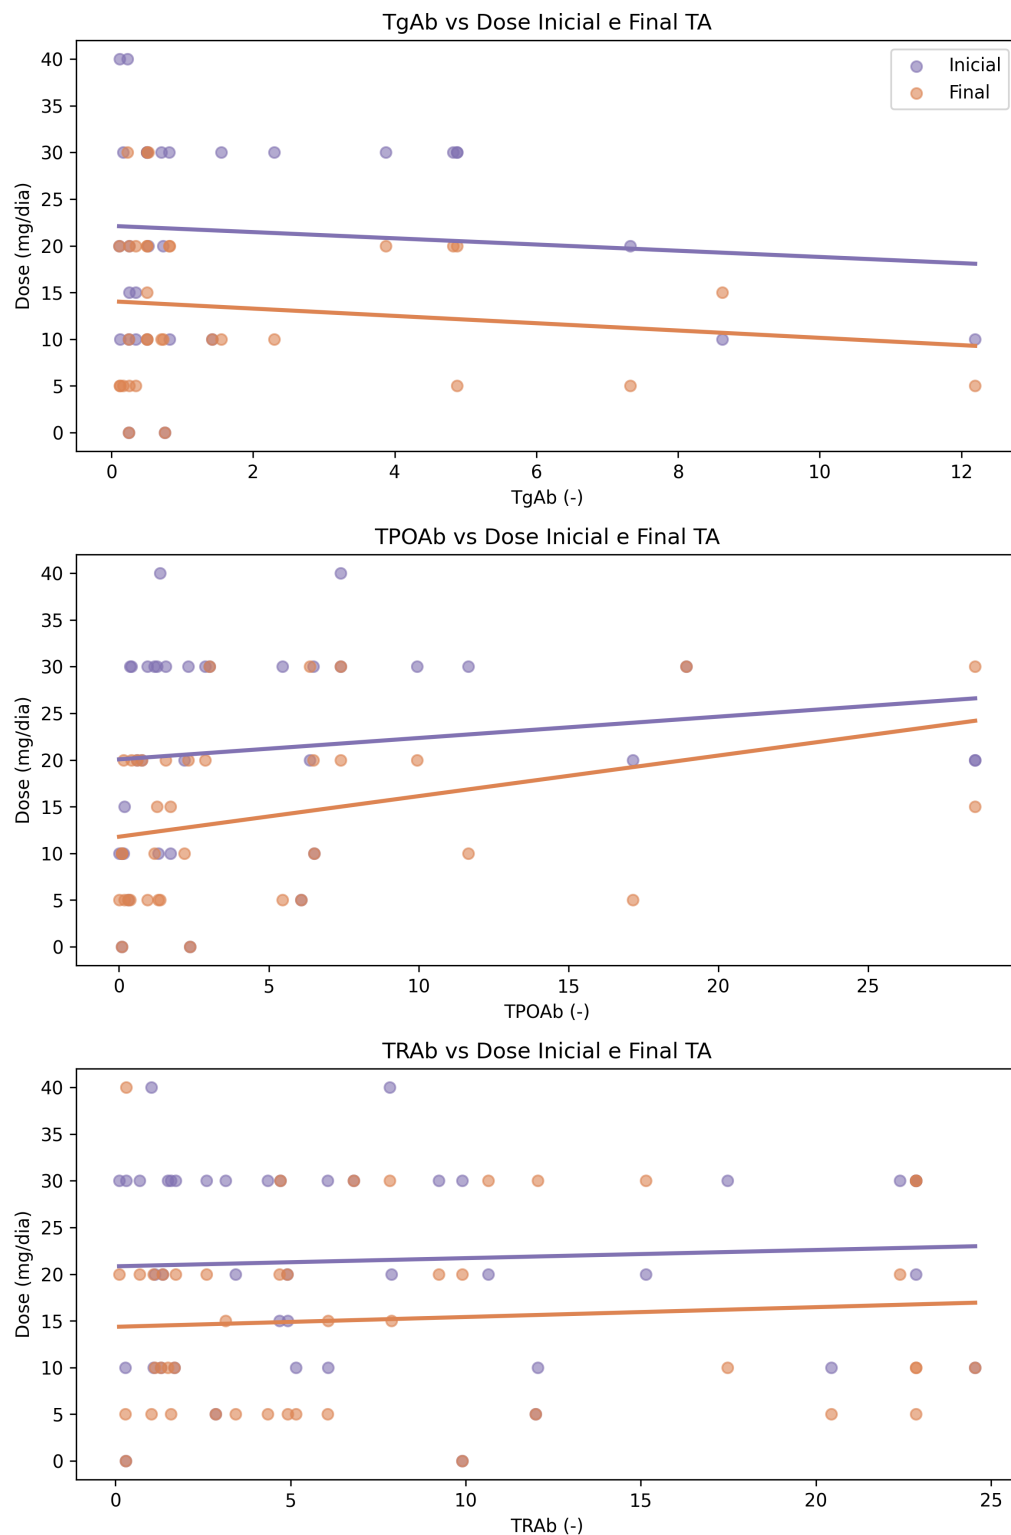 TgAb vs Dose Inicial e Final TA
Inicial
Final
40
35
30
25
20
15
10
5
0
Dose (mg/dia)
0 2 4 6 8 10 12
TgAb (-)
TPOAb vs Dose Inicial e Final TA
40
35
30
25
20
15
10
5
0
Dose (mg/dia)
0 5 10 15 20 25
TPOAb (-)
TRAb vs Dose Inicial e Final TA
40
35
30
25
20
15
10
5
0
Dose (mg/dia)
0 5 10 15 20 25
TRAb (-)